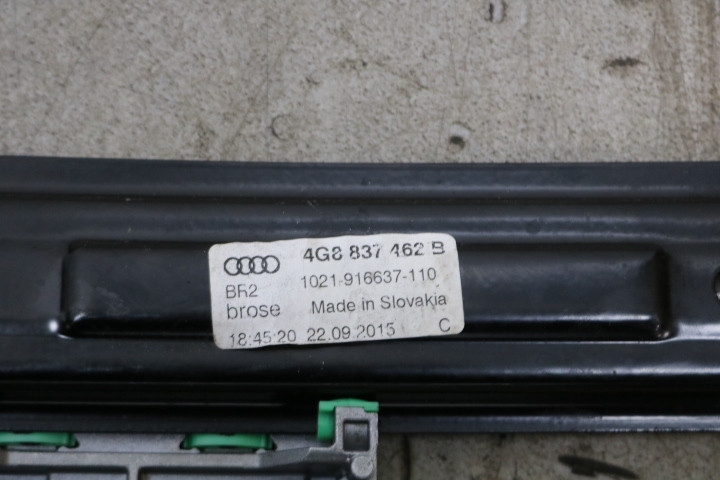 4G8 837 462 B
BR2 1021-916637-110
brose Made in Slovakia
18:45:20 22.09.2015 C